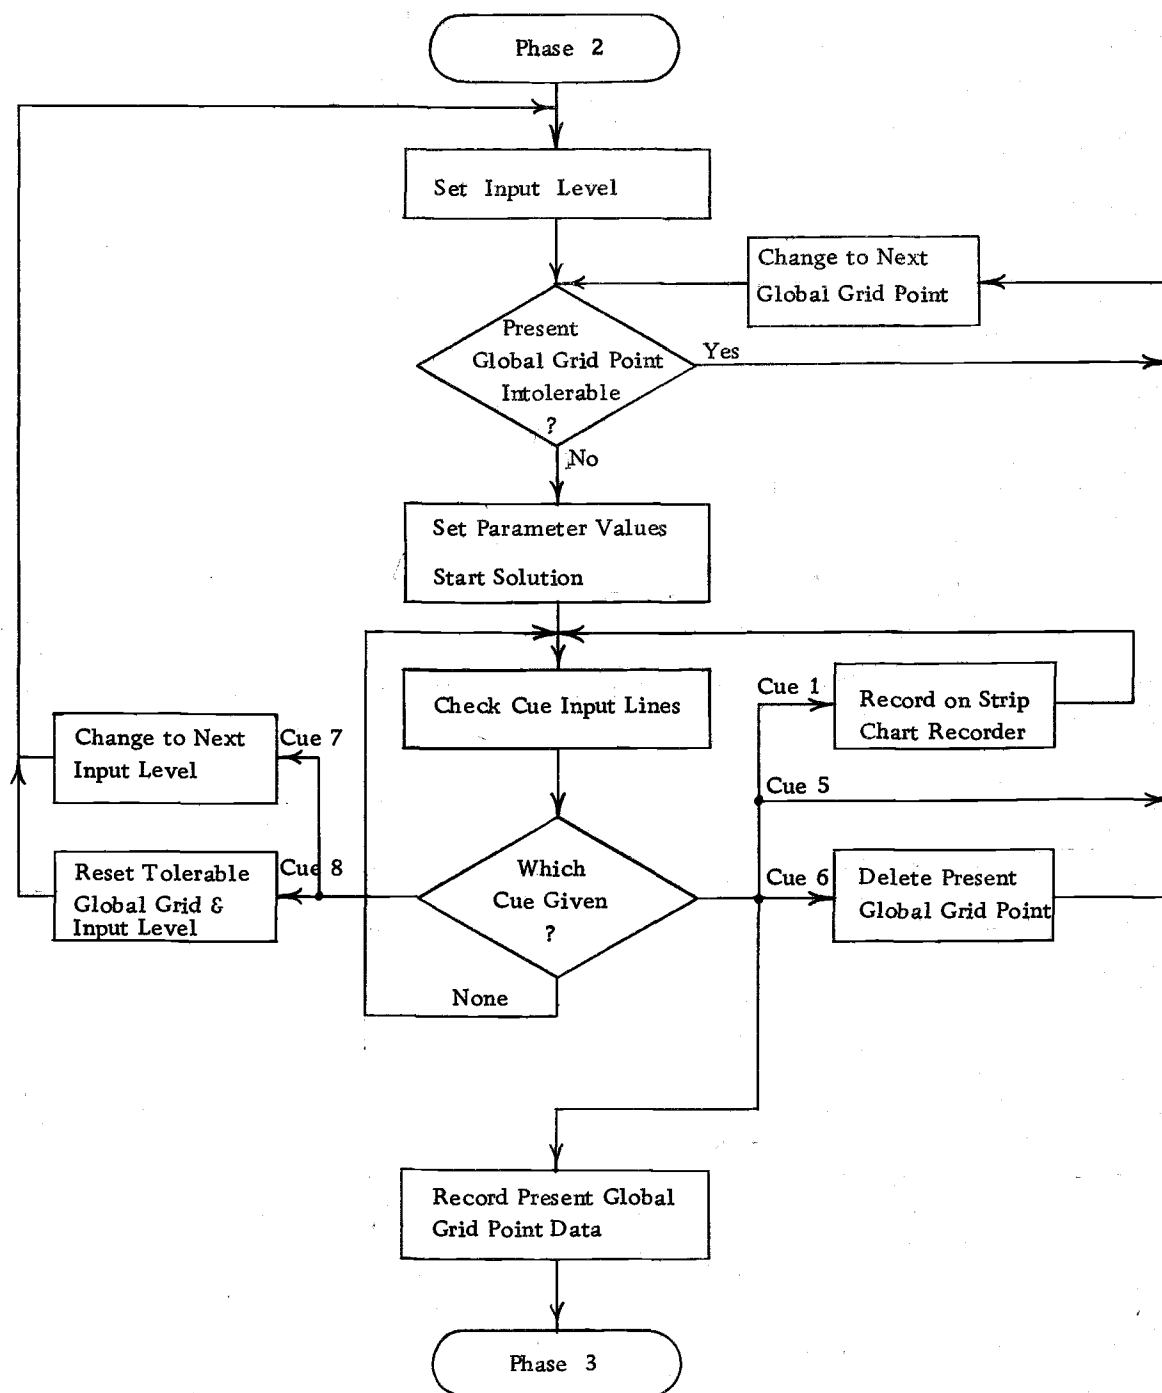 Phase 2
Set Input Level
Change to Next
Global Grid Point
Present
Global Grid Point
Intolerable
?
Yes
No
Set Parameter Values
Start Solution
Check Cue Input Lines
Cue 1
Record on Strip
Chart Recorder
Change to Next
Input Level
Cue 7
Cue 5
Reset Tolerable
Global Grid &
Input Level
Cue 8
Which
Cue Given
?
Cue 6
Delete Present
Global Grid Point
None
Record Present Global
Grid Point Data
Phase 3